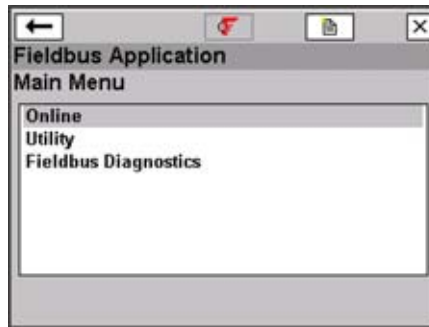 Fieldbus Application
Main Menu
Online
Utility
Fieldbus Diagnostics